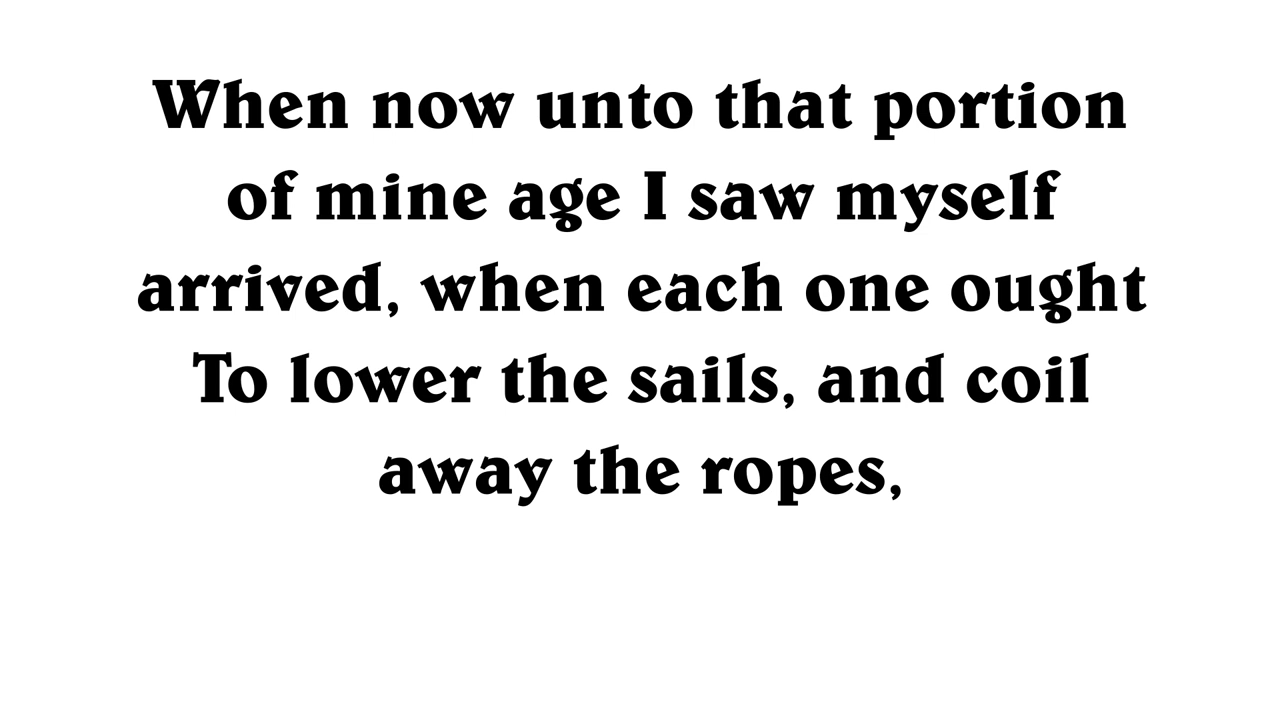 When now unto that portion
of mine age I saw myself
arrived, when each one ought
To lower the sails, and coil
away the ropes,